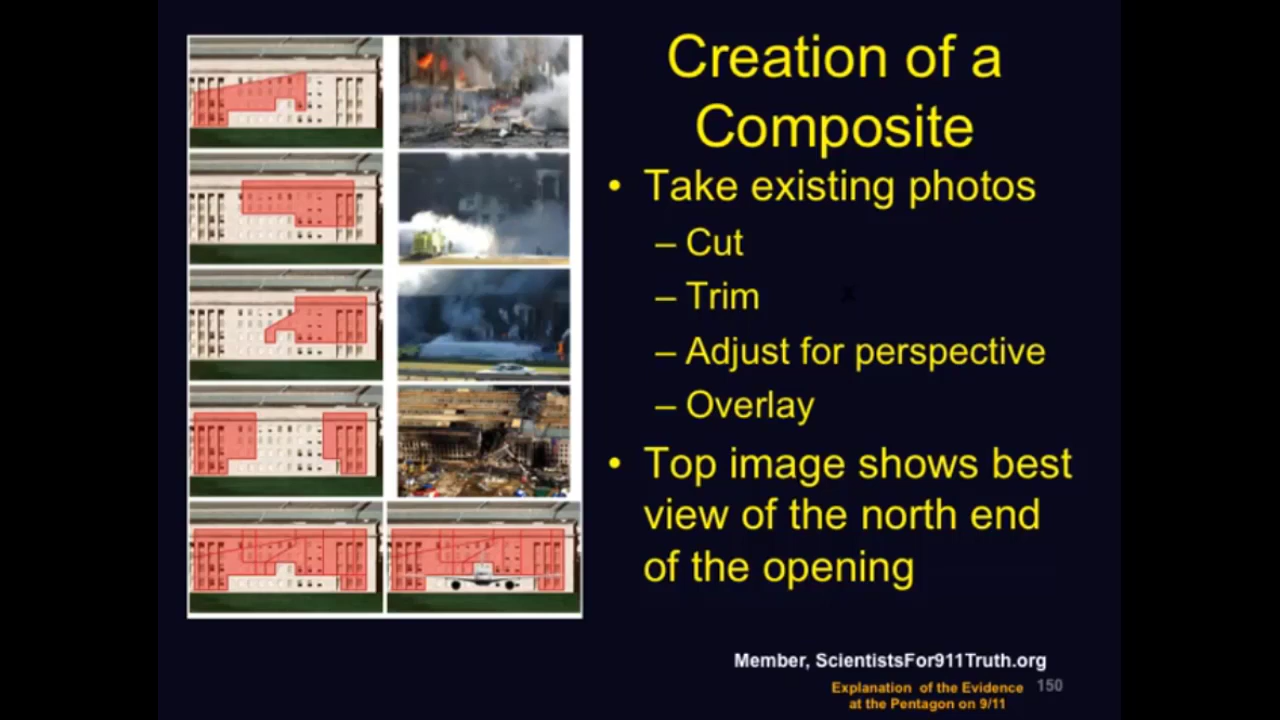 Creation of a
Composite
• Take existing photos
– Cut
– Trim
– Adjust for perspective
– Overlay
• Top image shows best
view of the north end
of the opening
Member, ScientistsFor911Truth.org
Explanation of the Evidence 150
at the Pentagon on 9/11